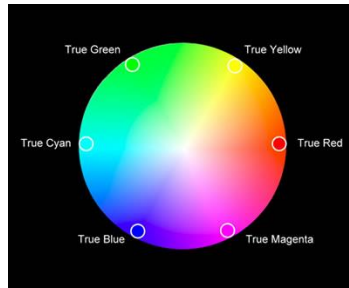 True Green
True Yellow
True Cyan
True Red
True Blue
True Magenta